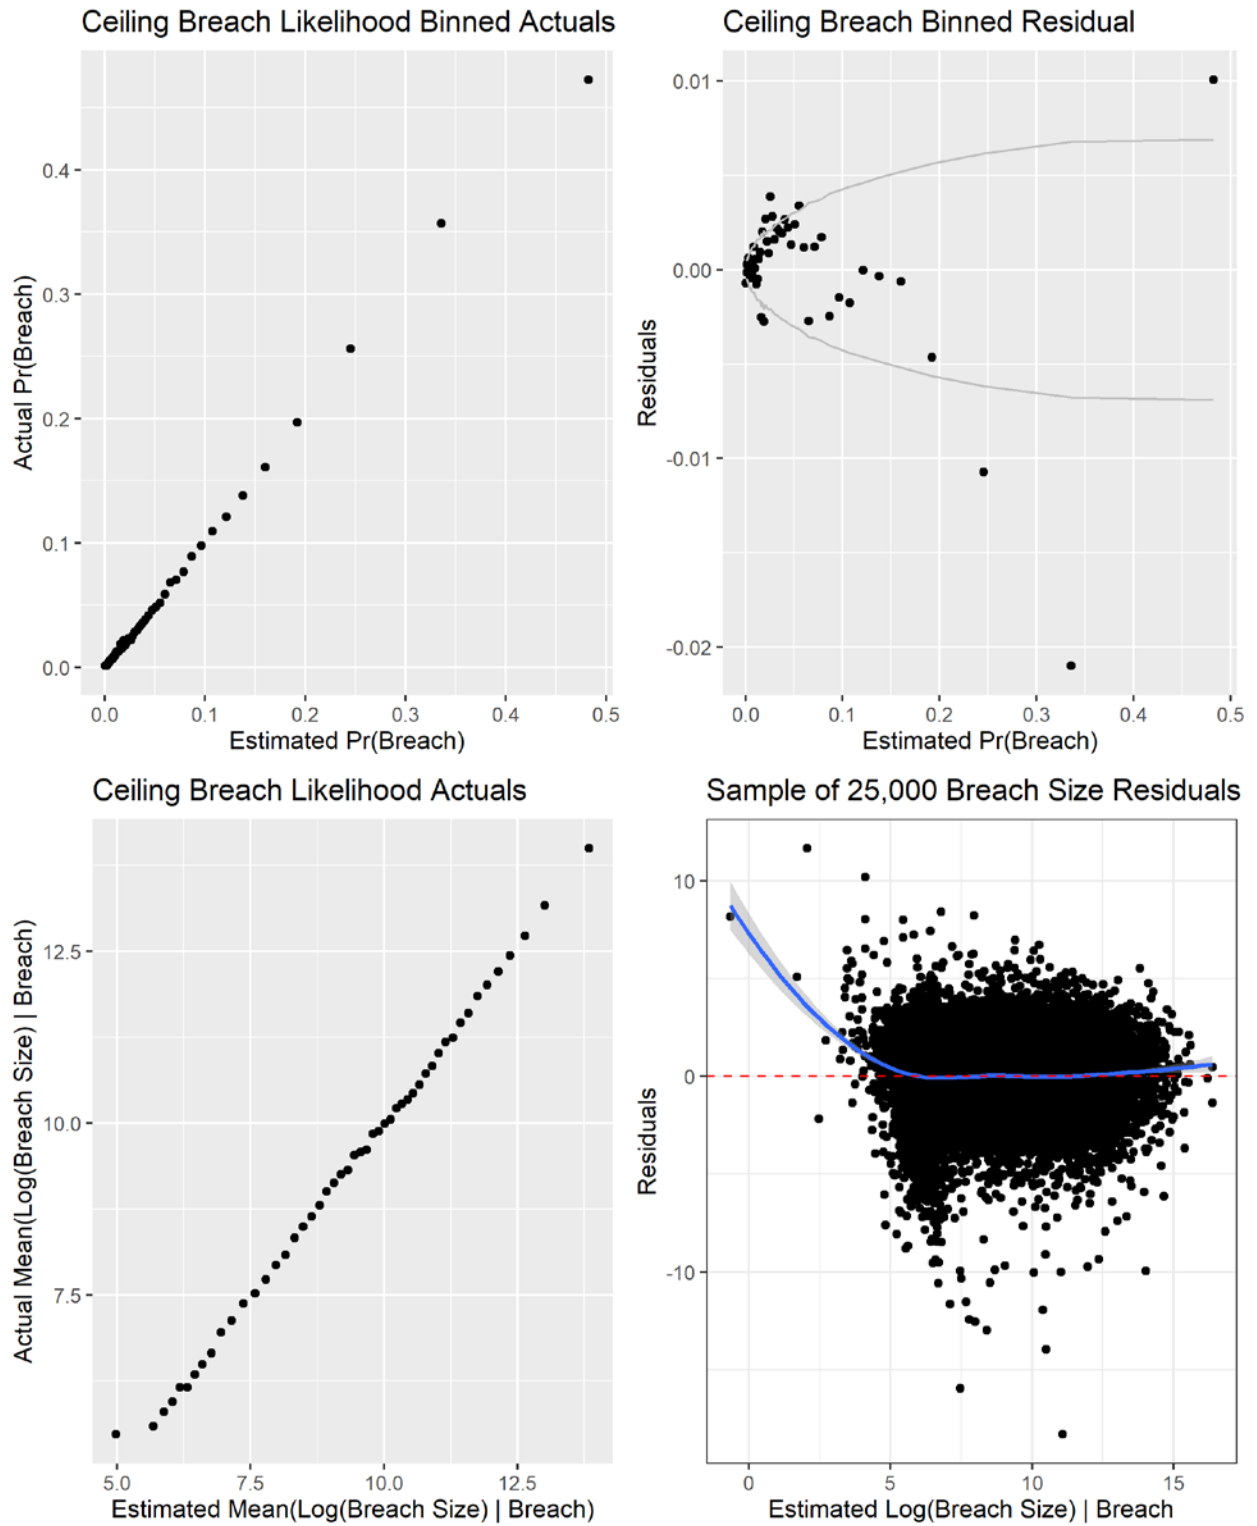 Ceiling Breach Likelihood Binned Actuals
Actual Pr(Breach)
0.4
0.3
0.2
0.1
0.0
0.0 0.1 0.2 0.3 0.4 0.5
Estimated Pr(Breach)
Ceiling Breach Binned Residual
Residuals
0.01
0.00
-0.01
-0.02
0.0 0.1 0.2 0.3 0.4 0.5
Estimated Pr(Breach)
Ceiling Breach Likelihood Actuals
Actual Mean(Log(Breach Size) | Breach)
12.5
10.0
7.5
5.0 7.5 10.0 12.5
Estimated Mean(Log(Breach Size) | Breach)
Sample of 25,000 Breach Size Residuals
Residuals
10
0
-10
0 5 10 15
Estimated Log(Breach Size) | Breach